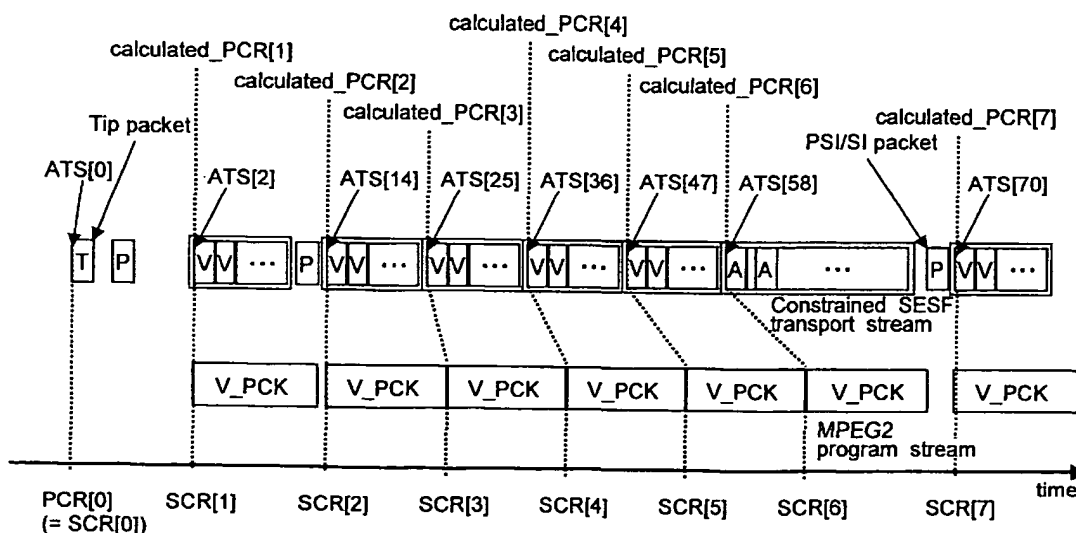 calculated_PCR[4]
calculated_PCR[1]
calculated_PCR[5]
calculated_PCR[2]
calculated_PCR[6]
calculated_PCR[3]
calculated_PCR[7]
Tip packet
PSI/SI packet
ATS[0]
ATS[2]
ATS[14]
ATS[25]
ATS[36]
ATS[47]
ATS[58]
ATS[70]
T P V V ... P V V ... V V ... V V ... V V ... A A ... P V V ...
Constrained SESF
transport stream
V_PCK V_PCK V_PCK V_PCK V_PCK V_PCK V_PCK
MPEG2
program stream
time
PCR[0] SCR[1] SCR[2] SCR[3] SCR[4] SCR[5] SCR[6] SCR[7]
(= SCR[0])